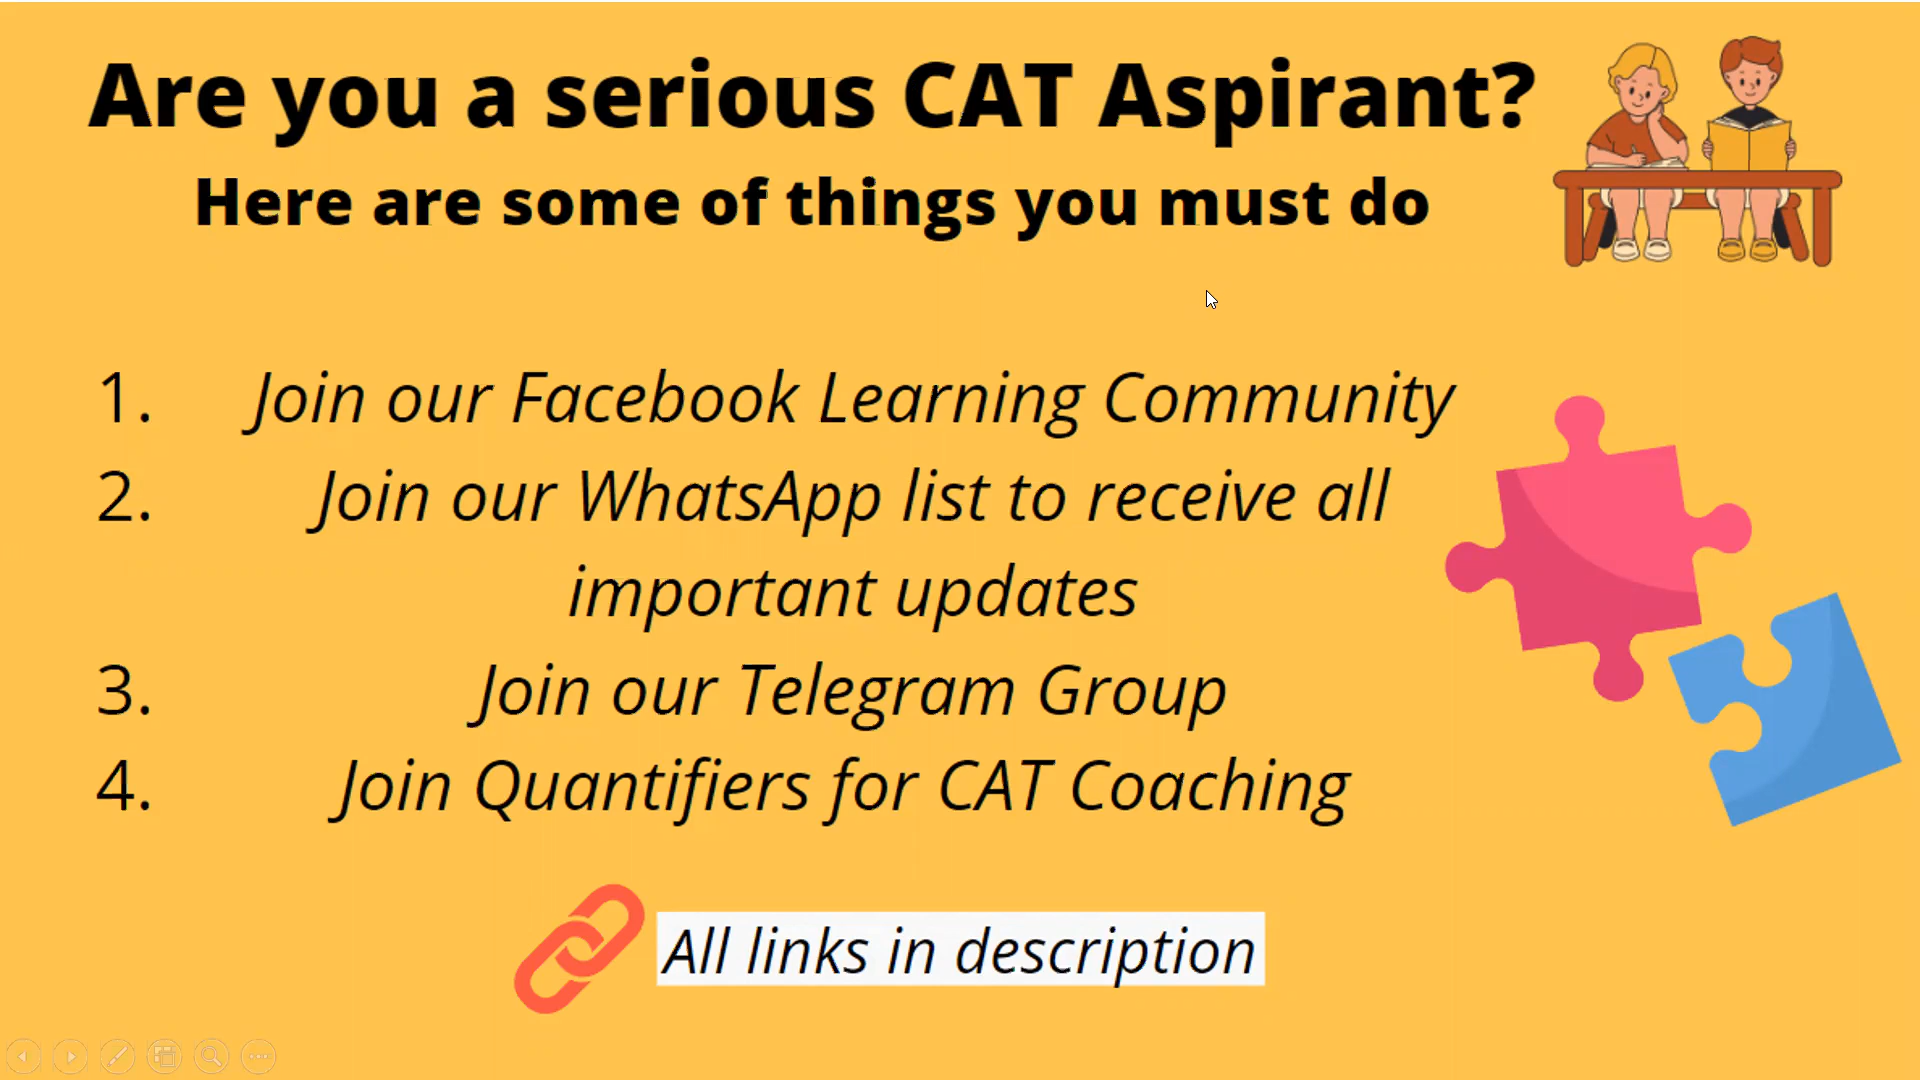 Are you a serious CAT Aspirant?
Here are some of things you must do
1. Join our Facebook Learning Community
2. Join our WhatsApp list to receive all
important updates
3. Join our Telegram Group
4. Join Quantifiers for CAT Coaching
All links in description